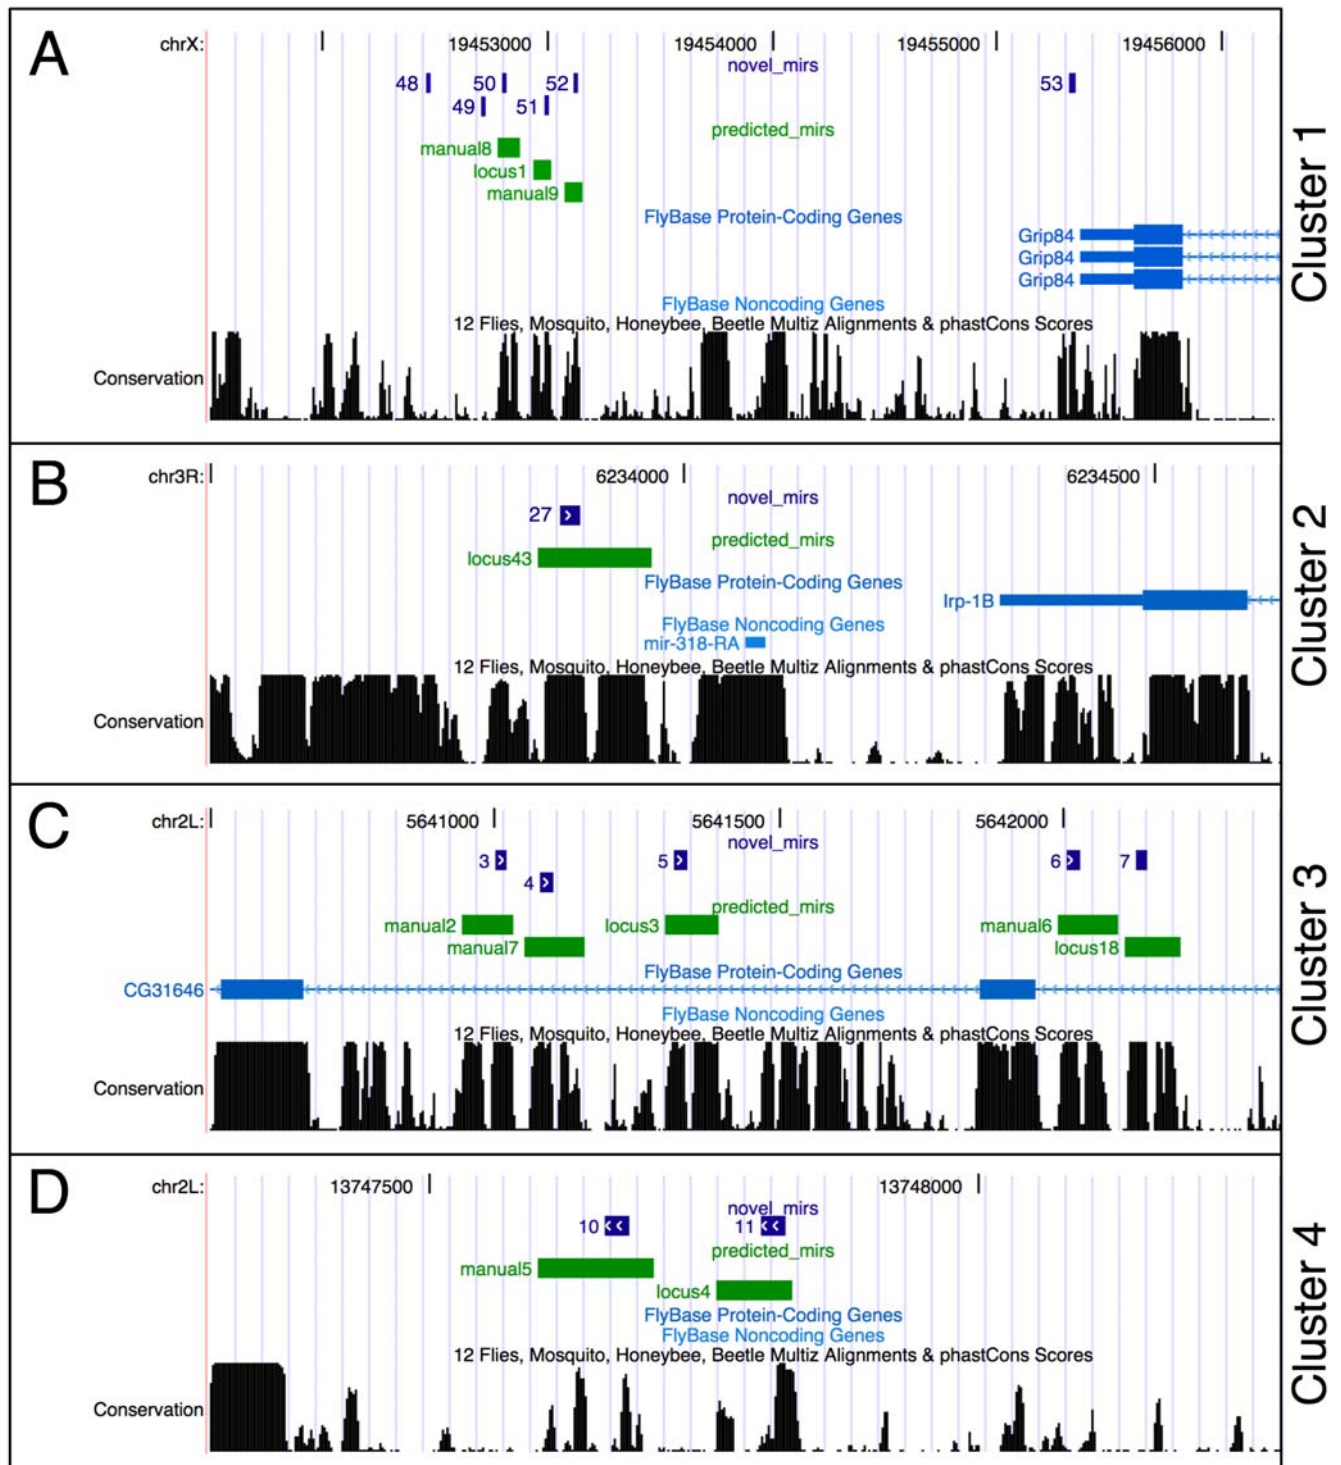 A
chrX: 19453000 19454000 19455000 19456000
novel_mirs
48 50 52 53
49 51
predicted_mirs
manual8
locus1
manual9
FlyBase Protein-Coding Genes
Grip84
Grip84
Grip84
FlyBase Noncoding Genes
12 Flies, Mosquito, Honeybee, Beetle Multiz Alignments & phastCons Scores
Conservation
Cluster 1
B
chr3R: 6234000 6234500
novel_mirs
27
predicted_mirs
locus43
FlyBase Protein-Coding Genes
Irp-1B
FlyBase Noncoding Genes
mir-318-RA
12 Flies, Mosquito, Honeybee, Beetle Multiz Alignments & phastCons Scores
Conservation
Cluster 2
C
chr2L: 5641000 5641500 5642000
novel_mirs
3 5 6 7
4
predicted_mirs
manual2 locus3 manual6
manual7 locus18
FlyBase Protein-Coding Genes
CG31646
FlyBase Noncoding Genes
12 Flies, Mosquito, Honeybee, Beetle Multiz Alignments & phastCons Scores
Conservation
Cluster 3
D
chr2L: 13747500 13748000
novel_mirs
10 11
predicted_mirs
manual5
locus4
FlyBase Protein-Coding Genes
FlyBase Noncoding Genes
12 Flies, Mosquito, Honeybee, Beetle Multiz Alignments & phastCons Scores
Conservation
Cluster 4